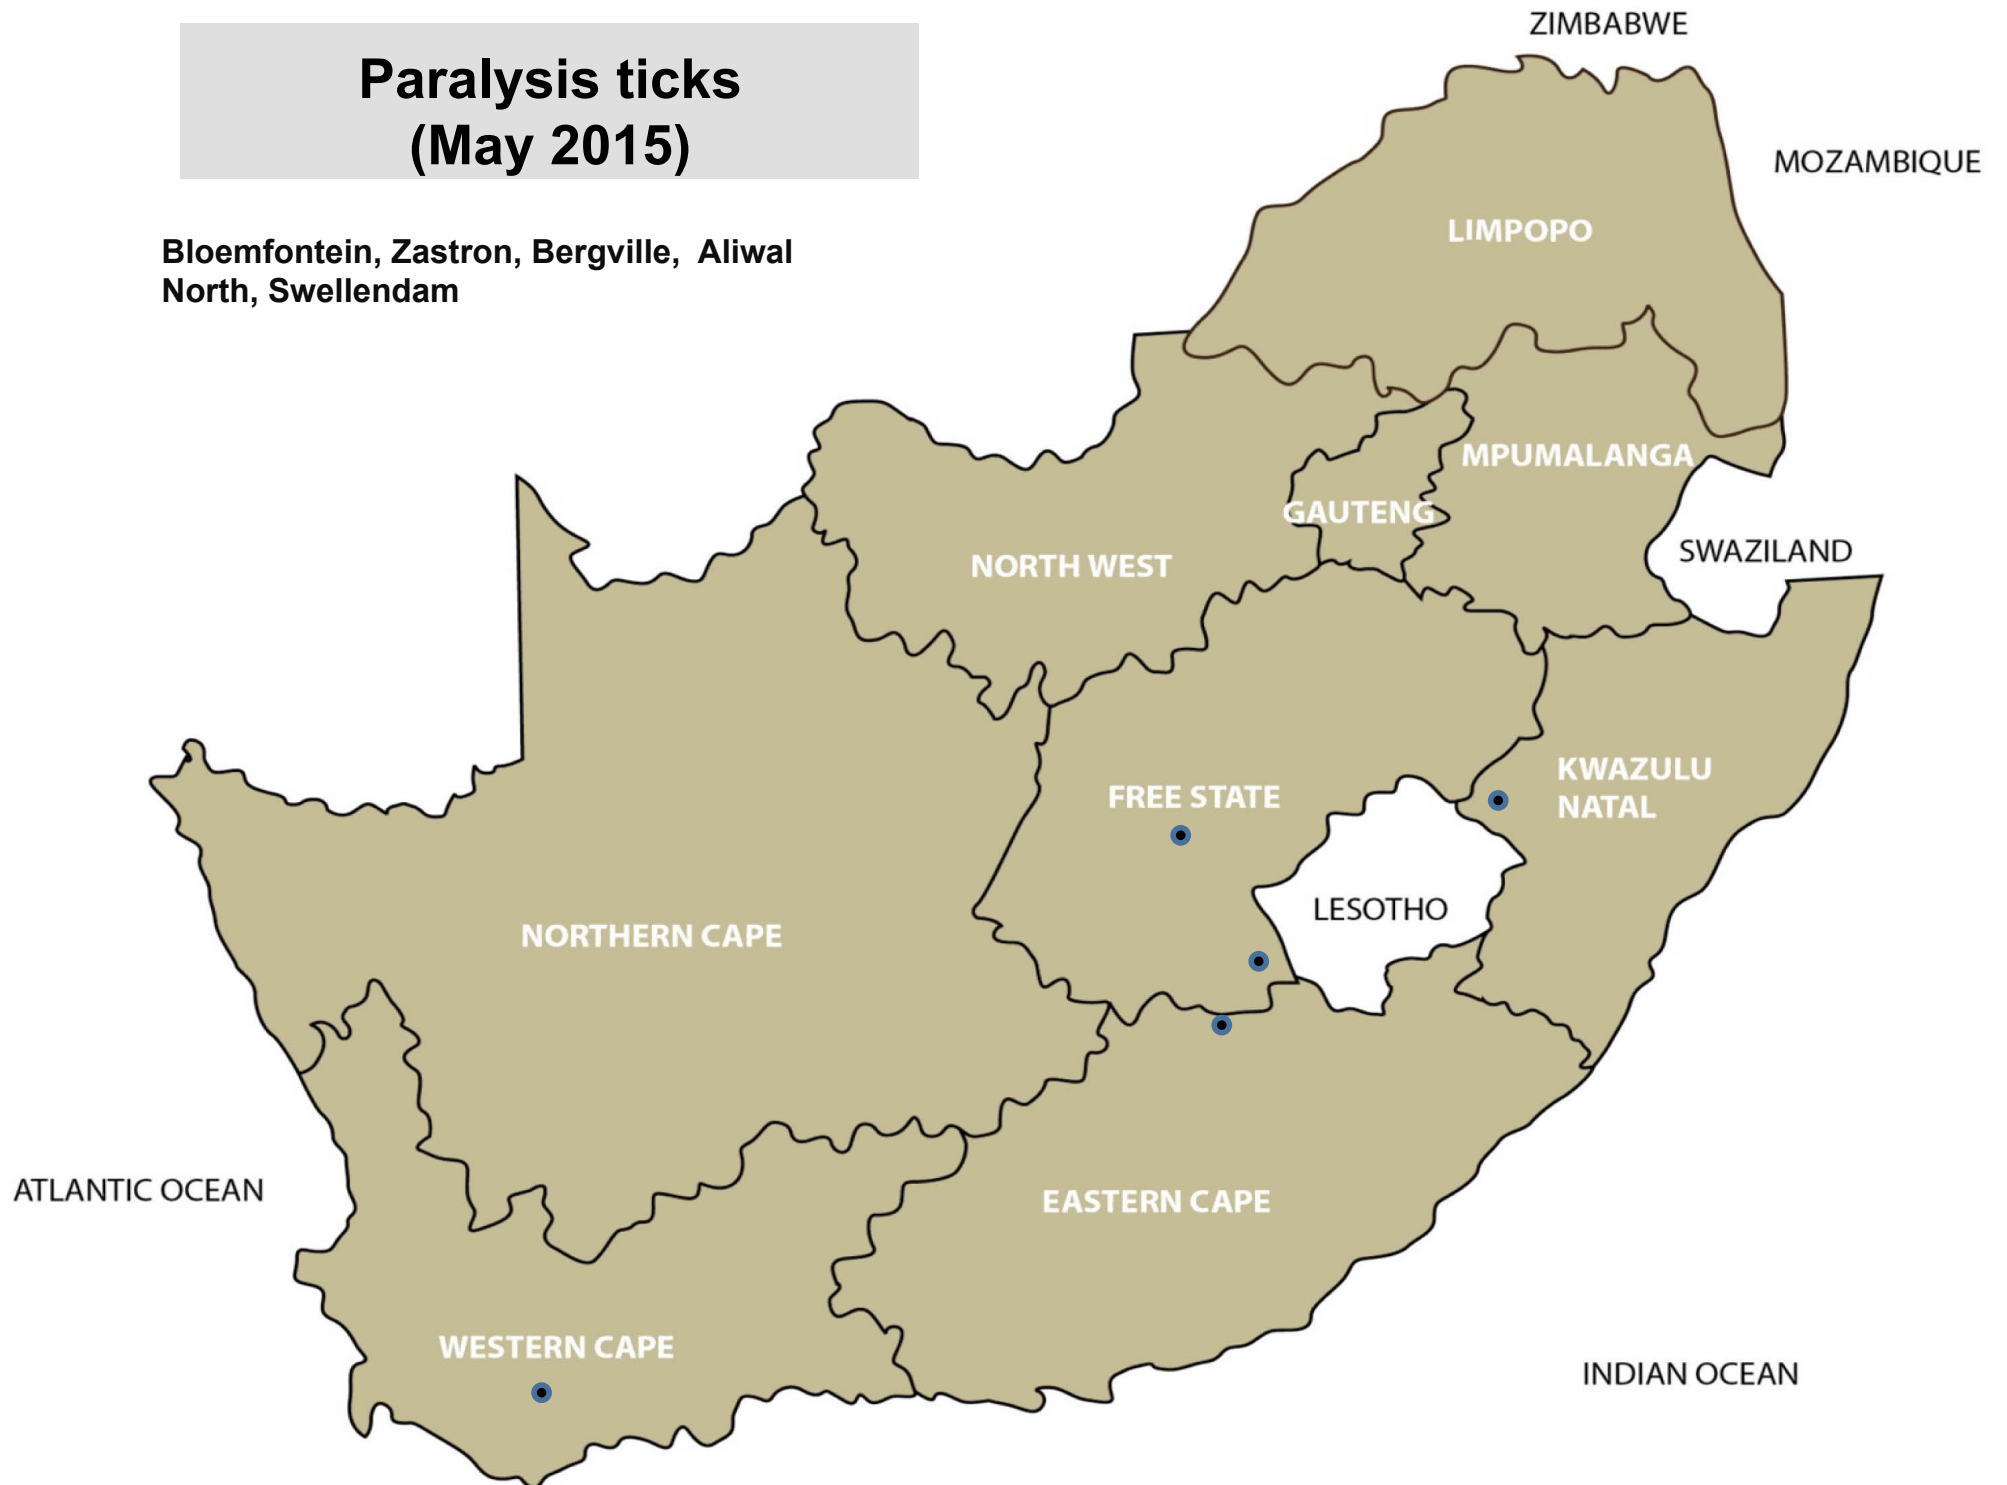 Paralysis ticks
(May 2015)
Bloemfontein, Zastron, Bergville,  Aliwal
North, Swellendam
ZIMBABWE
MOZAMBIQUE
LIMPOPO
MPUMALANGA
GAUTENG
SWAZILAND
NORTH WEST
KWAZULU
NATAL
FREE STATE
LESOTHO
NORTHERN CAPE
ATLANTIC OCEAN
EASTERN CAPE
WESTERN CAPE
INDIAN OCEAN